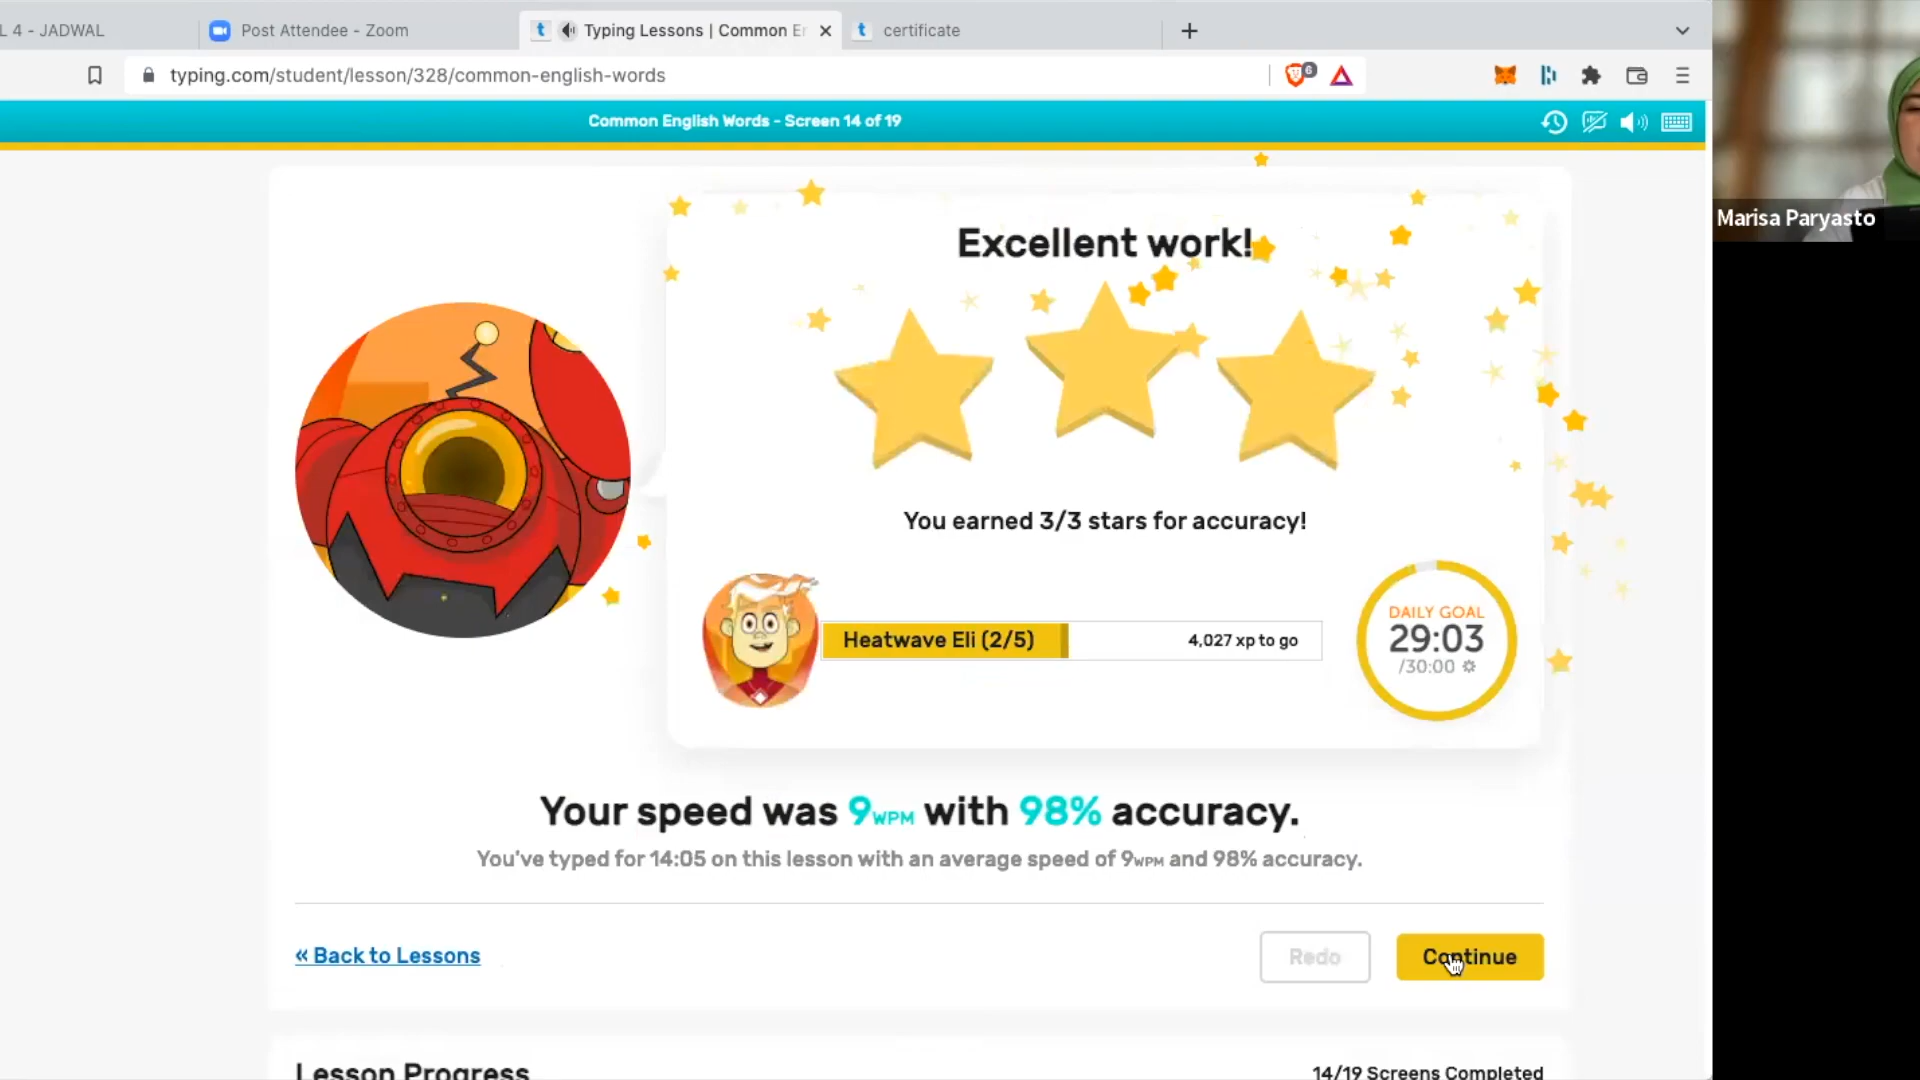 L 4 - JADWAL
Post Attendee - Zoom
Typing Lessons | Common Er
certificate
typing.com/student/lesson/328/common-english-words
6
Common English Words - Screen 14 of 19
Marisa Paryasto
Excellent work!
You earned 3/3 stars for accuracy!
Heatwave Eli (2/5)
4,027 xp to go
DAILY GOAL
29:03
/30:00
Your speed was 9WPM with 98% accuracy.
You've typed for 14:05 on this lesson with an average speed of 9WPM and 98% accuracy.
« Back to Lessons
Redo
Continue
Lesson Progress
14/19 Screens Completed